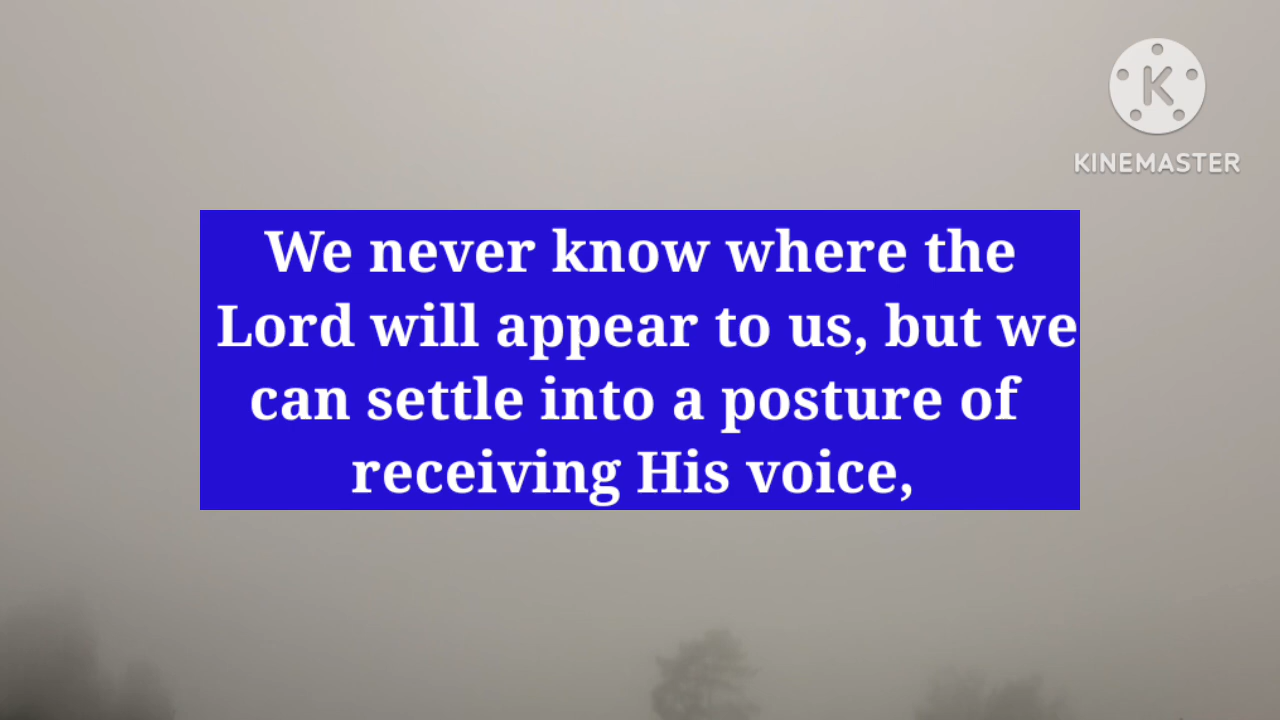 K
KINEMASTER
We never know where the
Lord will appear to us, but we
can settle into a posture of
receiving His voice,